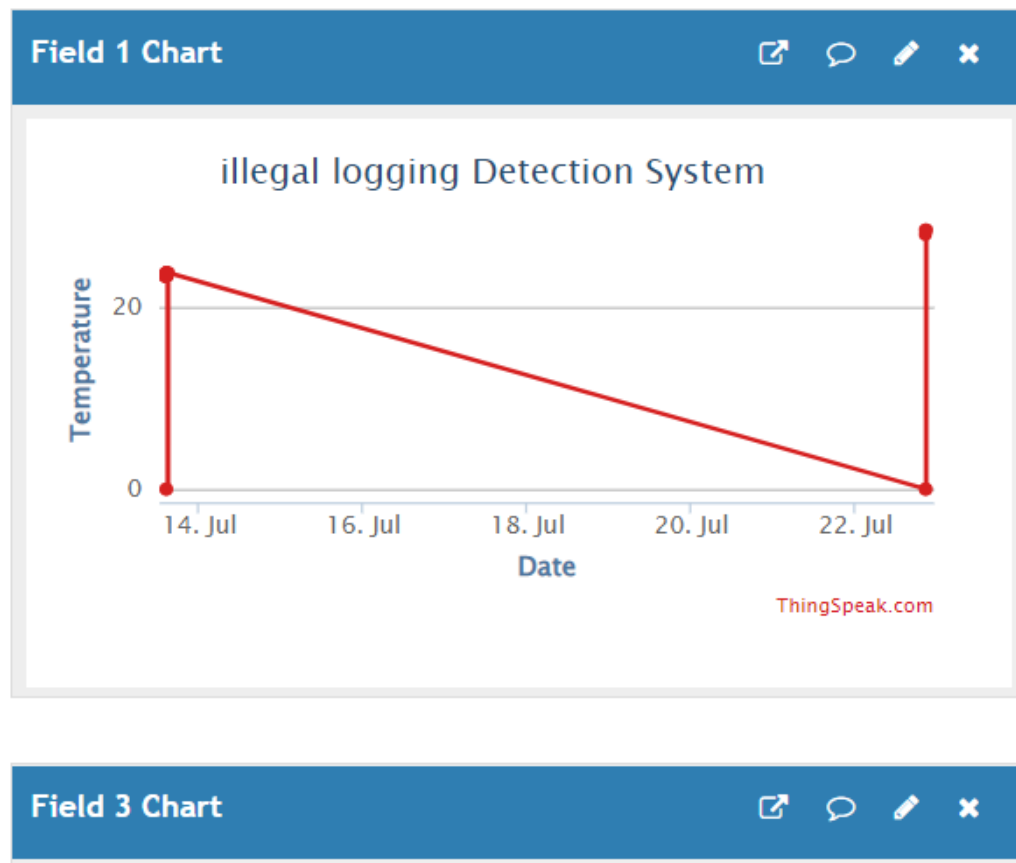 Field 1 Chart
illegal logging Detection System
Temperature
20
0
14. Jul 16. Jul 18. Jul 20. Jul 22. Jul
Date
ThingSpeak.com
Field 3 Chart